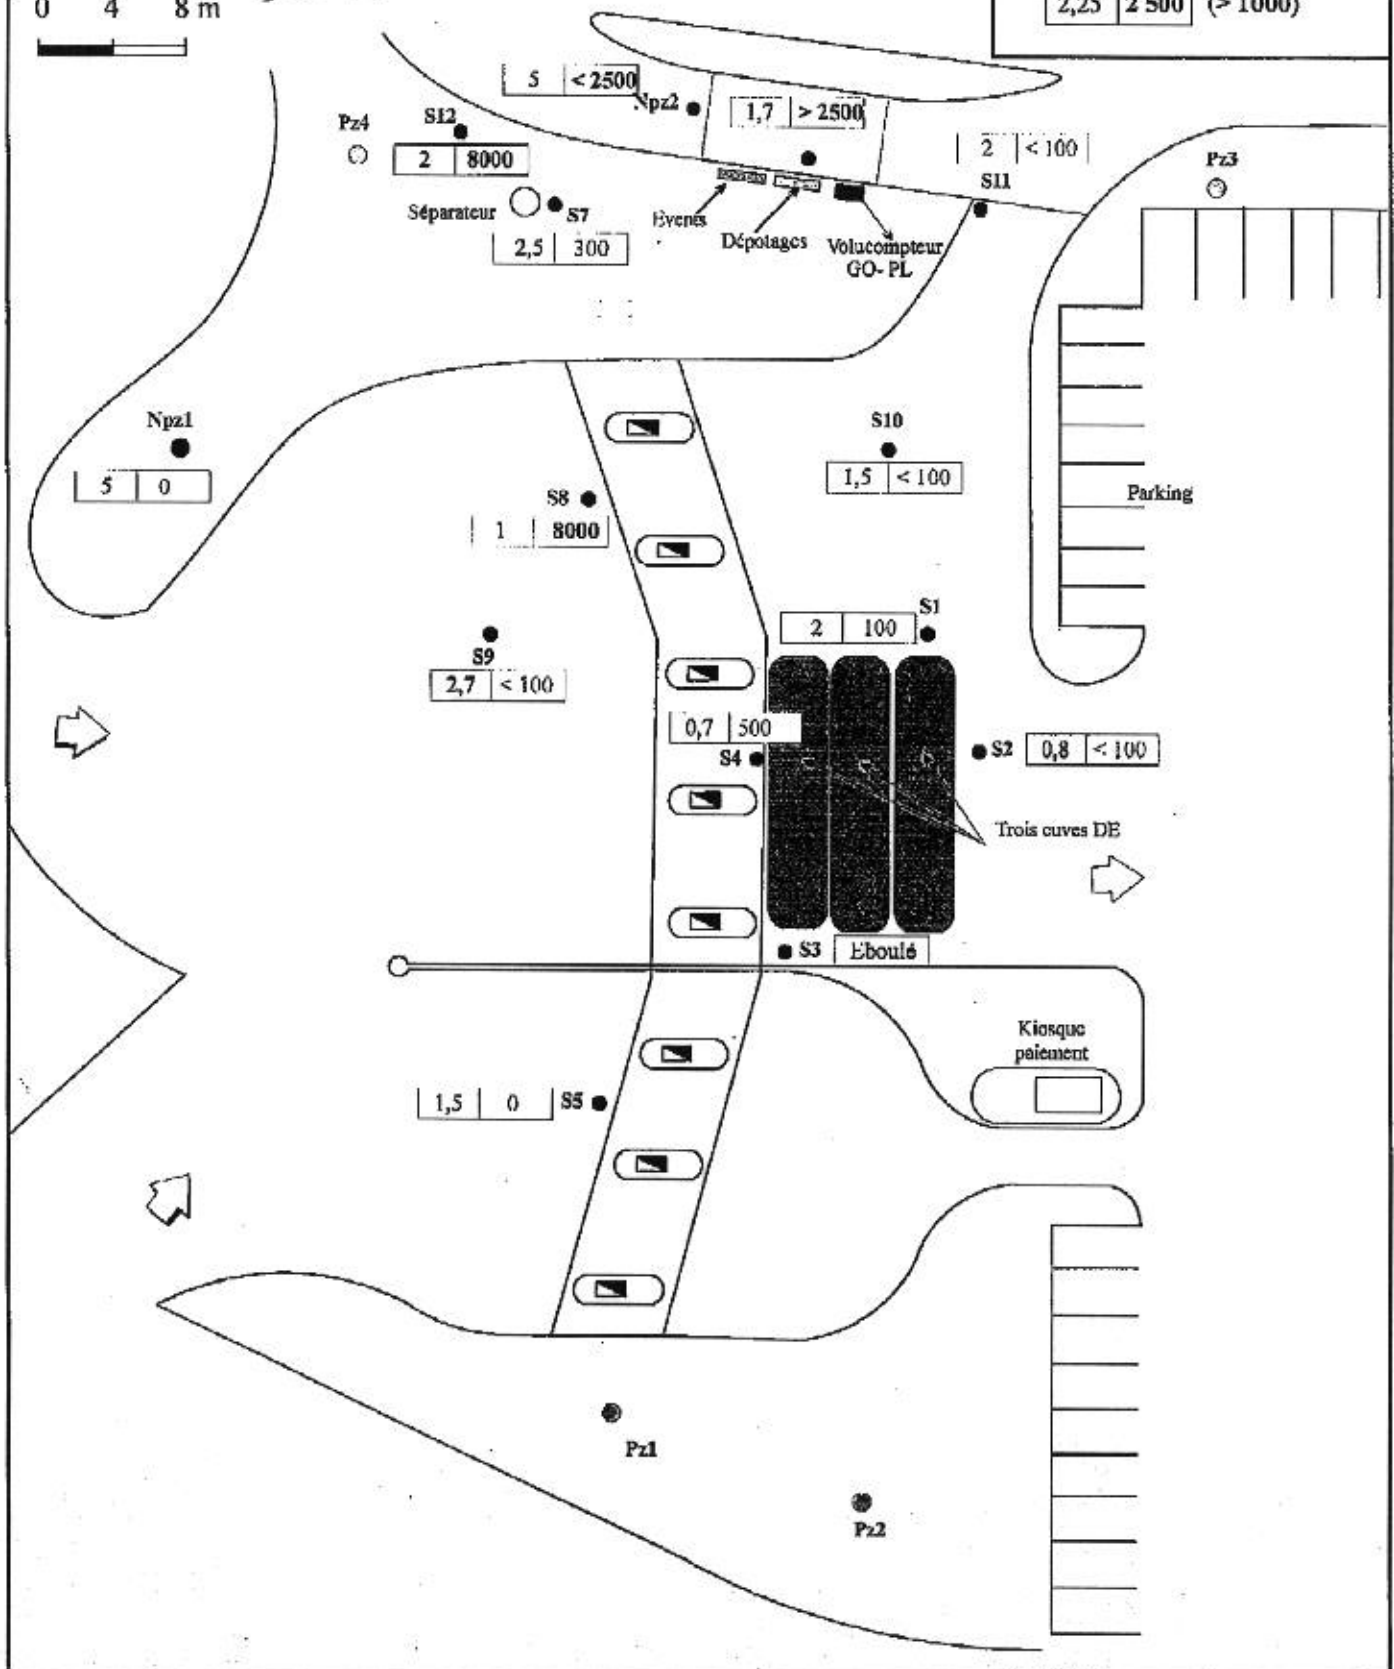 0 4 8 m
2,25 2 500 (> 1000)
5 < 2500
Npz2
1,7 > 2500
Pz4
S12
2 8000
2 < 100
Pz3
S11
Séparateur
S7
Events
Dépotages
Volucompteur
GO- PL
2,5 300
Npz1
5 0
S10
1,5 < 100
Parking
S8
1 8000
S1
2 100
S9
2,7 < 100
0,7 500
S4
S2 0,8 < 100
Trois cuves DE
S3 Eboulé
Kiosque
paiement
1,5 0 S5
Pz1
Pz2